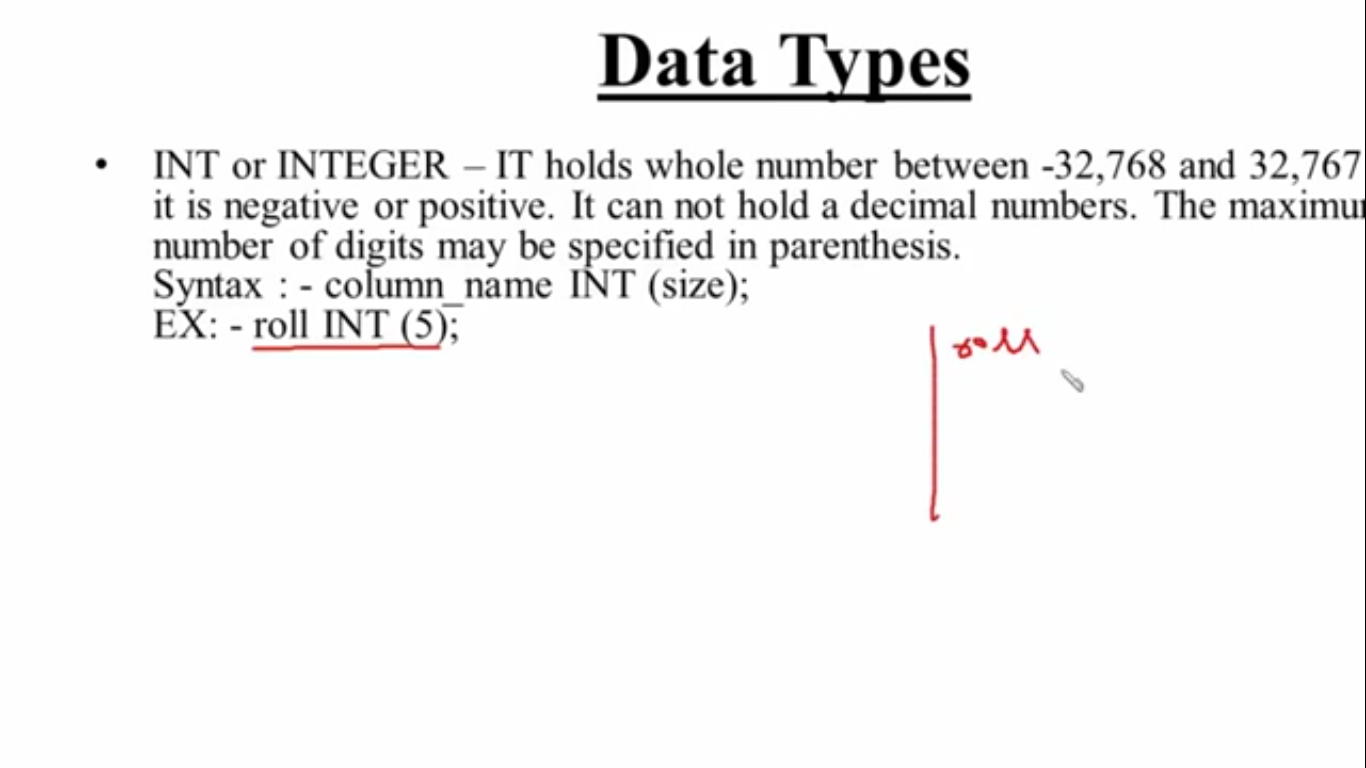 Data Types
• INT or INTEGER – IT holds whole number between -32,768 and 32,767
it is negative or positive. It can not hold a decimal numbers. The maximu
number of digits may be specified in parenthesis.
Syntax : - column_name INT (size);
EX: - roll INT (5);
roll